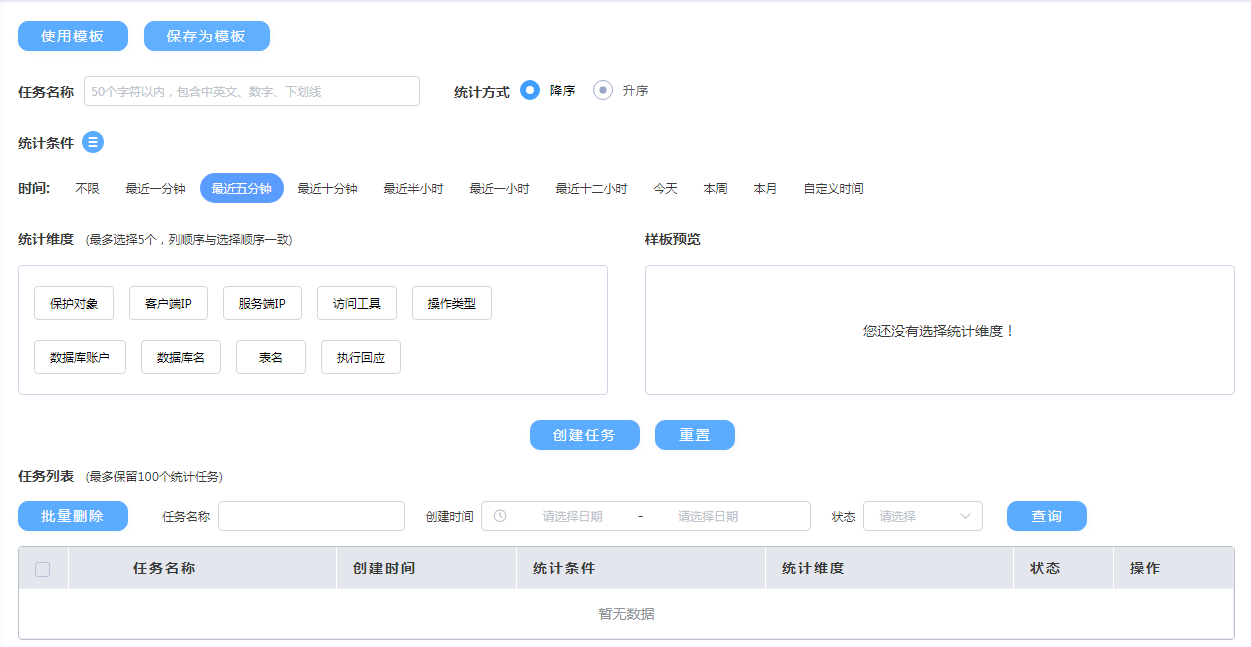 使用模板 保存为模板
任务名称 50个字符以内，包含中英文、数字、下划线 统计方式 降序 升序
统计条件
时间: 不限 最近一分钟 最近五分钟 最近十分钟 最近半小时 最近一小时 最近十二小时 今天 本周 本月 自定义时间
统计维度 (最多选择5个，列顺序与选择顺序一致) 样板预览
保护对象 客户端IP 服务端IP 访问工具 操作类型
您还没有选择统计维度！
数据库账户 数据库名 表名 执行回应
创建任务 重置
任务列表 (最多保留100个统计任务)
批量删除 任务名称 创建时间 请选择日期 - 请选择日期 状态 请选择 查询
任务名称 创建时间 统计条件 统计维度 状态 操作
暂无数据